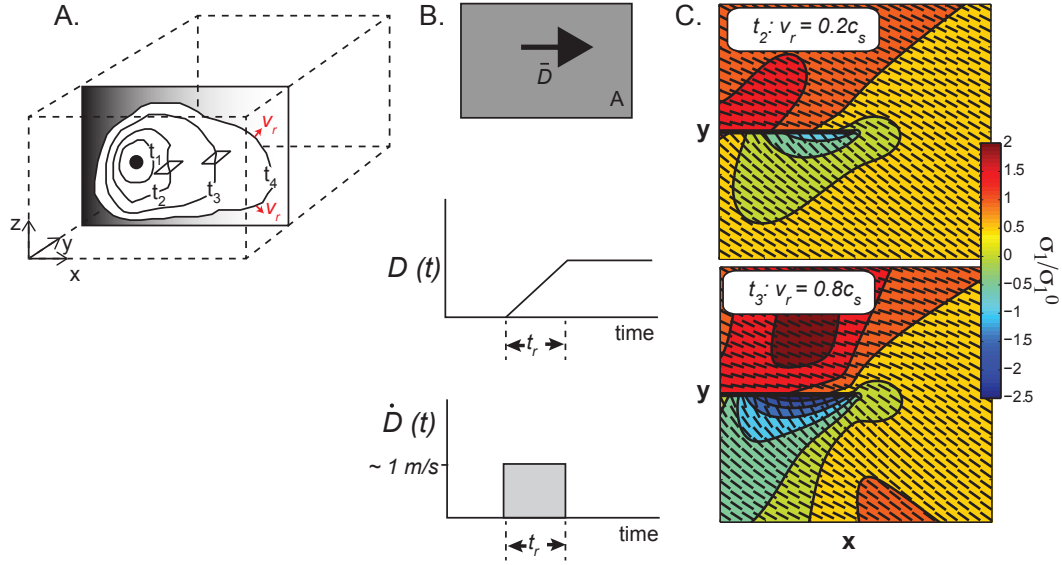 A.
t₁
t₂
t₃
t₄
vᵣ
vᵣ
z
y
x
B.
D̄
A
D (t)
time
tᵣ
Ḋ (t)
~ 1 m/s
time
tᵣ
C.
t₂: vᵣ = 0.2cₛ
y
t₃: vᵣ = 0.8cₛ
y
x
2
1.5
1
0.5
0
−0.5
−1
−1.5
−2
−2.5
σ₁/σ₁⁰